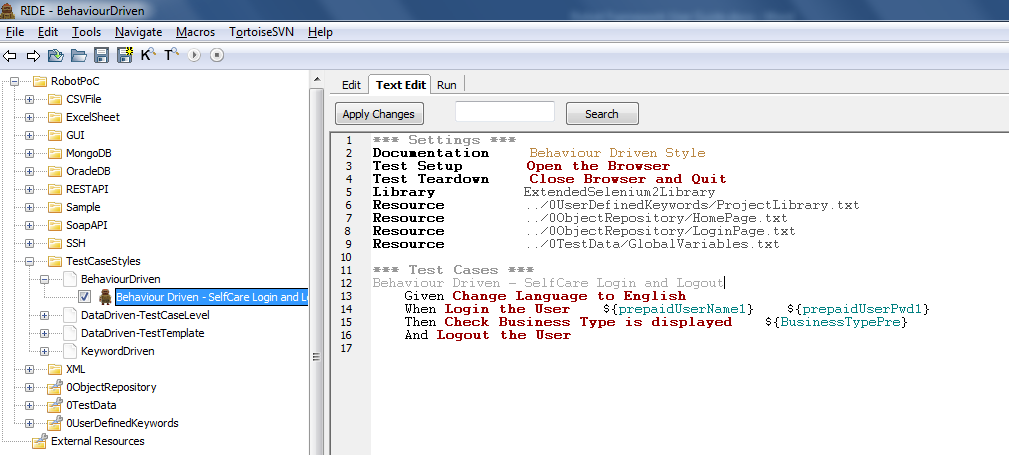 RIDE - BehaviourDriven
File Edit Tools Navigate Macros TortoiseSVN Help
K T
RobotPoC
CSVFile
ExcelSheet
GUI
MongoDB
OracleDB
RESTAPI
Sample
SoapAPI
SSH
TestCaseStyles
BehaviourDriven
Behaviour Driven - SelfCare Login and Lo
DataDriven-TestCaseLevel
DataDriven-TestTemplate
KeywordDriven
XML
0ObjectRepository
0TestData
0UserDefinedKeywords
External Resources
Edit Text Edit Run
Apply Changes Search
1 *** Settings ***
2 Documentation Behaviour Driven Style
3 Test Setup Open the Browser
4 Test Teardown Close Browser and Quit
5 Library ExtendedSelenium2Library
6 Resource ../0UserDefinedKeywords/ProjectLibrary.txt
7 Resource ../0ObjectRepository/HomePage.txt
8 Resource ../0ObjectRepository/LoginPage.txt
9 Resource ../0TestData/GlobalVariables.txt
10
11 *** Test Cases ***
12 Behaviour Driven - SelfCare Login and Logout
13 Given Change Language to English
14 When Login the User ${prepaidUserName1} ${prepaidUserPwd1}
15 Then Check Business Type is displayed ${BusinessTypePre}
16 And Logout the User
17